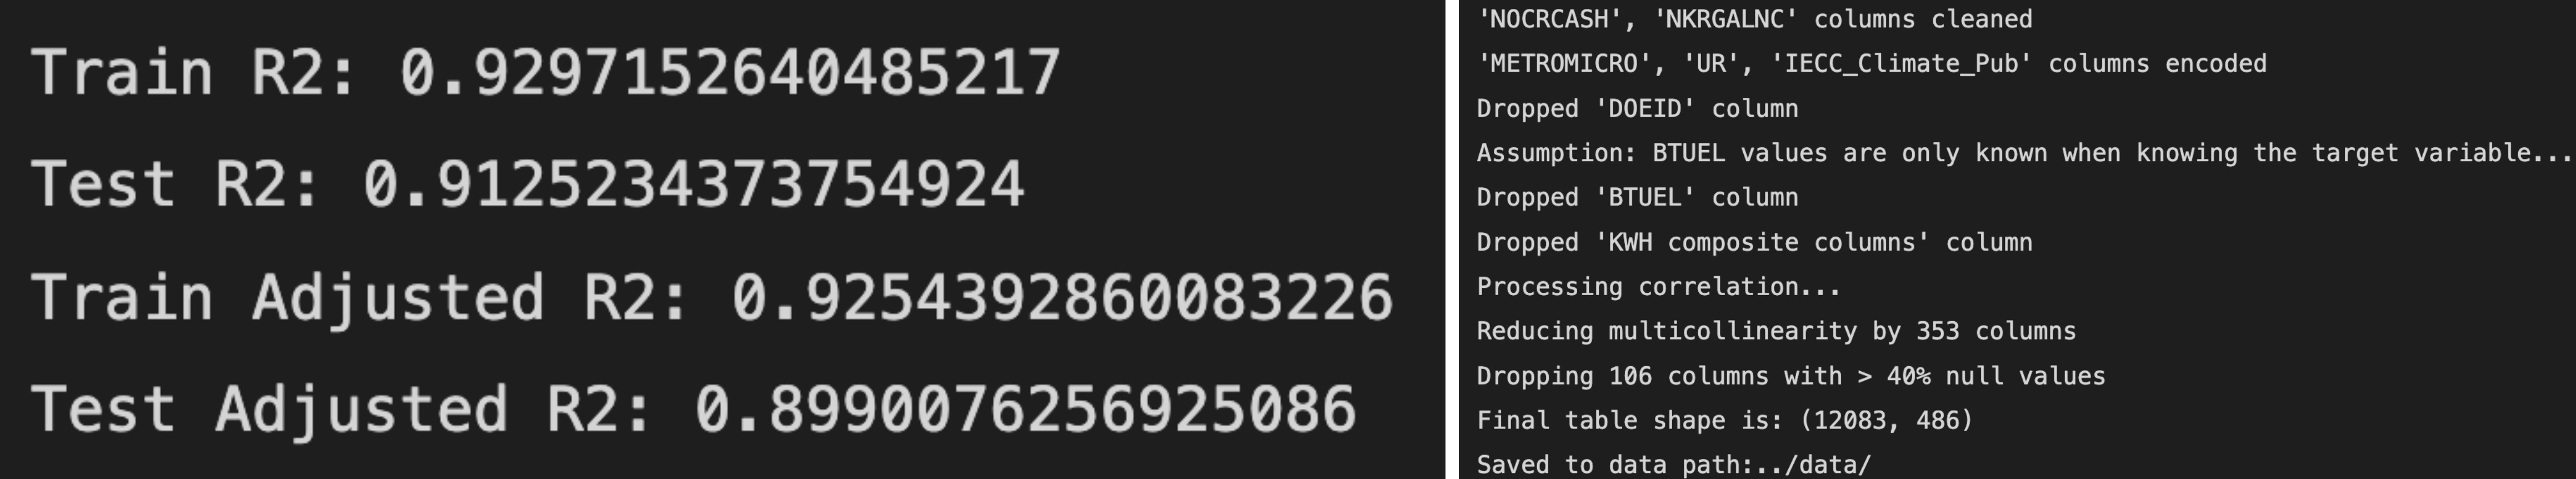 Train R2: 0.9297152640485217
Test R2: 0.9125234373754924
Train Adjusted R2: 0.9254392860083226
Test Adjusted R2: 0.8990076256925086
'NOCRCASH', 'NKRGALNC' columns cleaned
'METROMICRO', 'UR', 'IECC_Climate_Pub' columns encoded
Dropped 'DOEID' column
Assumption: BTUEL values are only known when knowing the target variable...
Dropped 'BTUEL' column
Dropped 'KWH composite columns' column
Processing correlation...
Reducing multicollinearity by 353 columns
Dropping 106 columns with > 40% null values
Final table shape is: (12083, 486)
Saved to data path:../data/